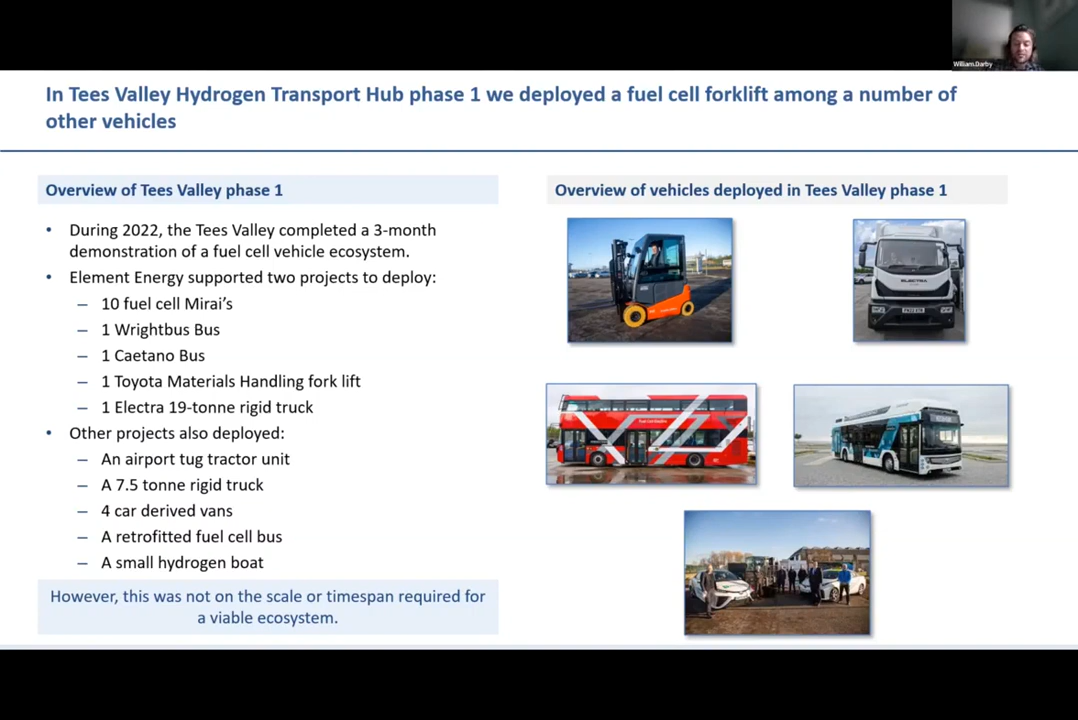 William.Darby
In Tees Valley Hydrogen Transport Hub phase 1 we deployed a fuel cell forklift among a number of
other vehicles
Overview of Tees Valley phase 1
Overview of vehicles deployed in Tees Valley phase 1
• During 2022, the Tees Valley completed a 3-month
demonstration of a fuel cell vehicle ecosystem.
• Element Energy supported two projects to deploy:
– 10 fuel cell Mirai's
– 1 Wrightbus Bus
– 1 Caetano Bus
– 1 Toyota Materials Handling fork lift
– 1 Electra 19-tonne rigid truck
• Other projects also deployed:
– An airport tug tractor unit
– A 7.5 tonne rigid truck
– 4 car derived vans
– A retrofitted fuel cell bus
– A small hydrogen boat
However, this was not on the scale or timespan required for
a viable ecosystem.
ELECTRA